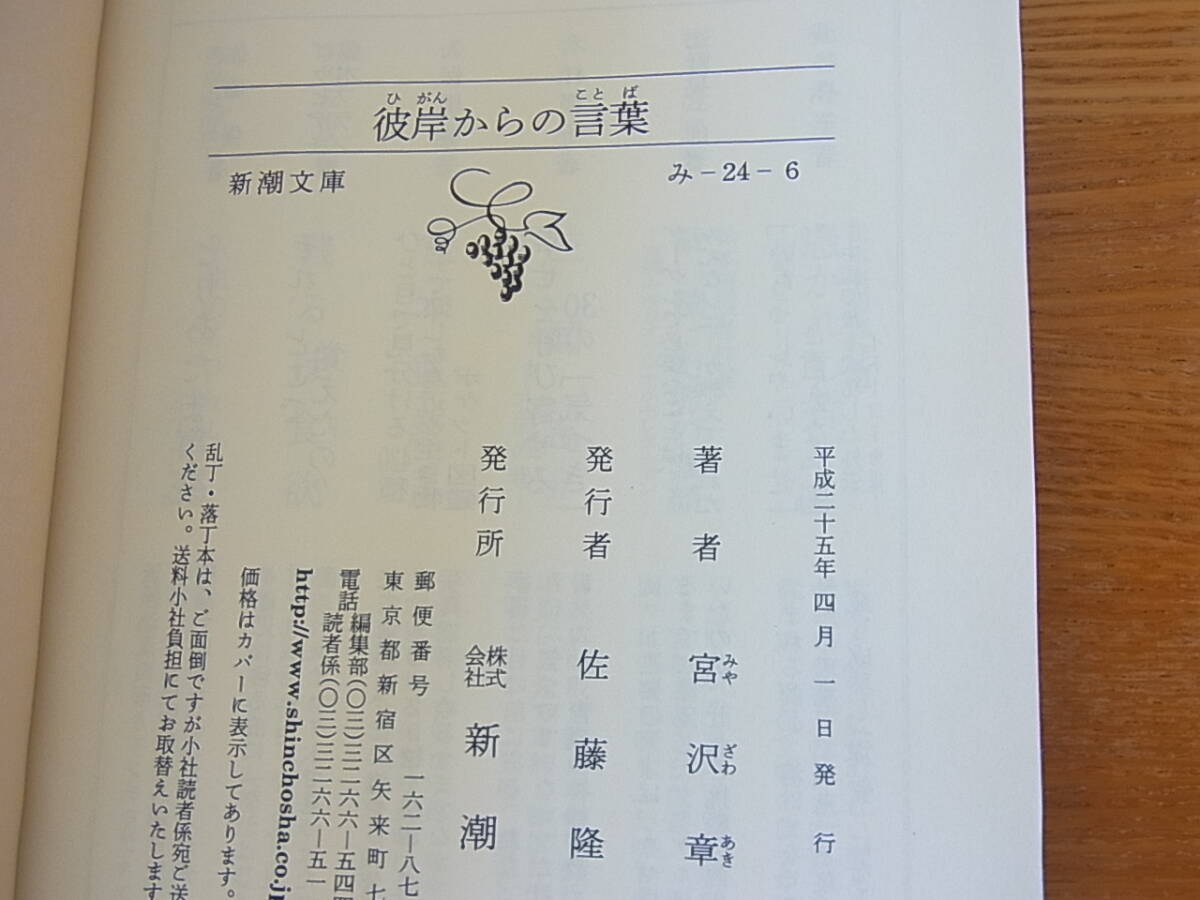 彼岸からの言葉
新潮文庫
み-24-6
平成二十五年四月一日発行
著者 宮沢章
発行者 佐藤隆
発行所 株式会社 新潮
郵便番号 一六二―八七
東京都新宿区矢来町七
電話 編集部(〇三)三二六六―五四四
読者係(〇三)三二六六―五一
http://www.shinchosha.co.j
価格はカバーに表示してあります。
乱丁・落丁本は、ご面倒ですが小社読者係宛ご送
ください。送料小社負担にてお取替えいたします